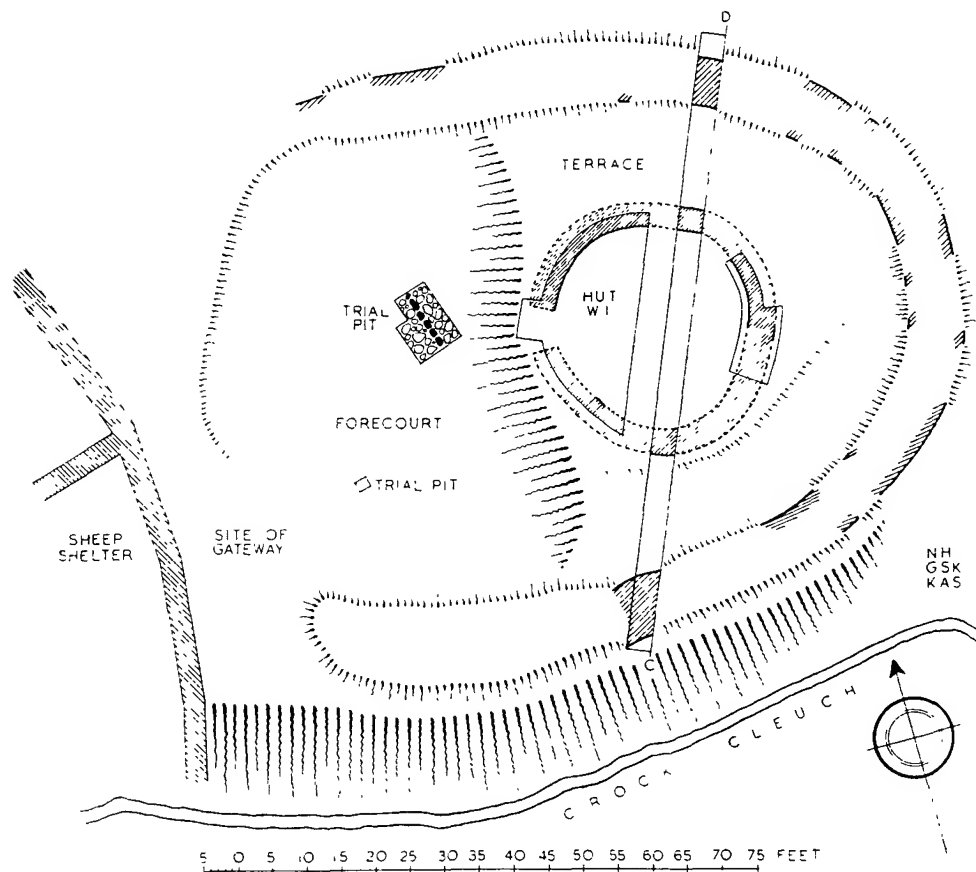 D
TERRACE
HUT
W I
TRIAL
PIT
FORECOURT
TRIAL PIT
SHEEP
SHELTER
SITE OF
GATEWAY
NH
GSK
KAS
C
CROCK CLEUCH
5 0 5 10 15 20 25 30 35 40 45 50 55 60 65 70 75 FEET